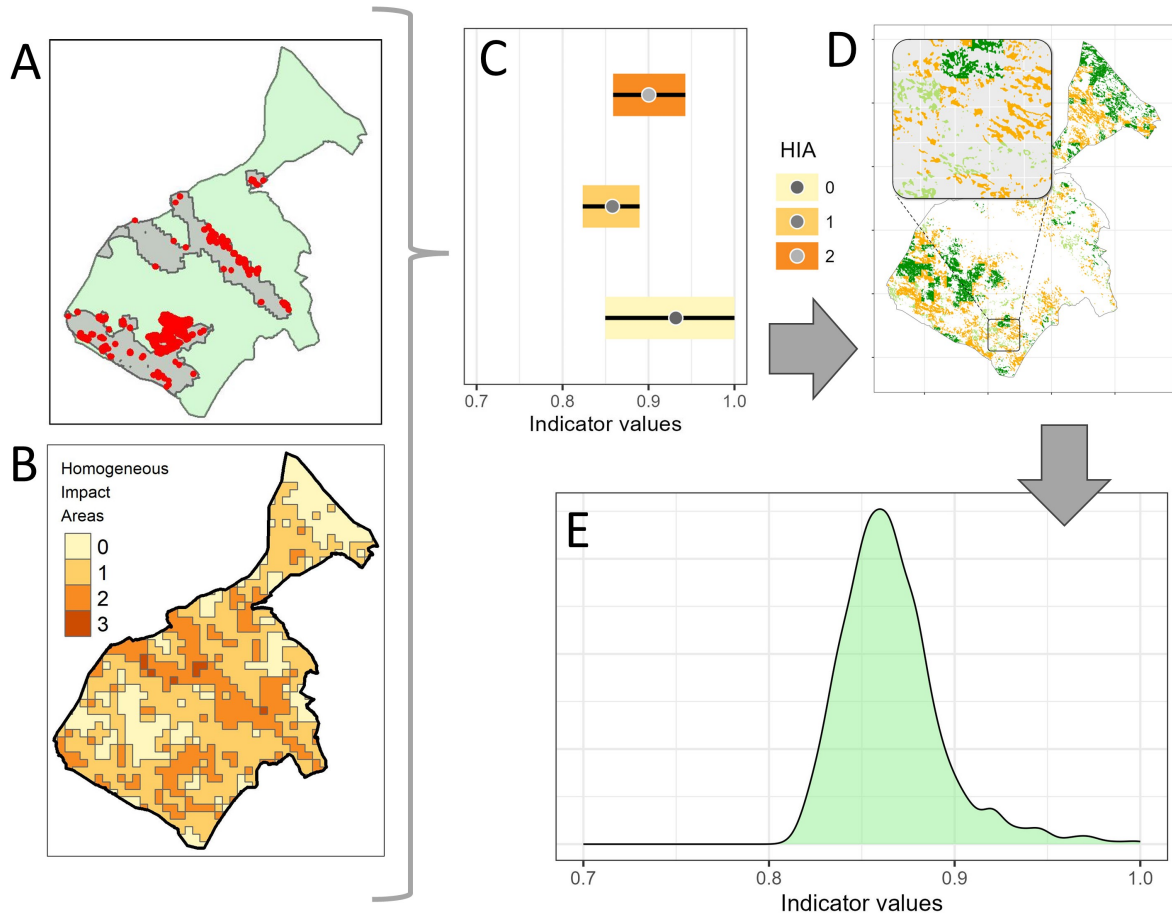 A
B
Homogeneous
Impact
Areas
0
1
2
3
C
0.7 0.8 0.9 1.0
Indicator values
HIA
0
1
2
D
E
0.7 0.8 0.9 1.0
Indicator values